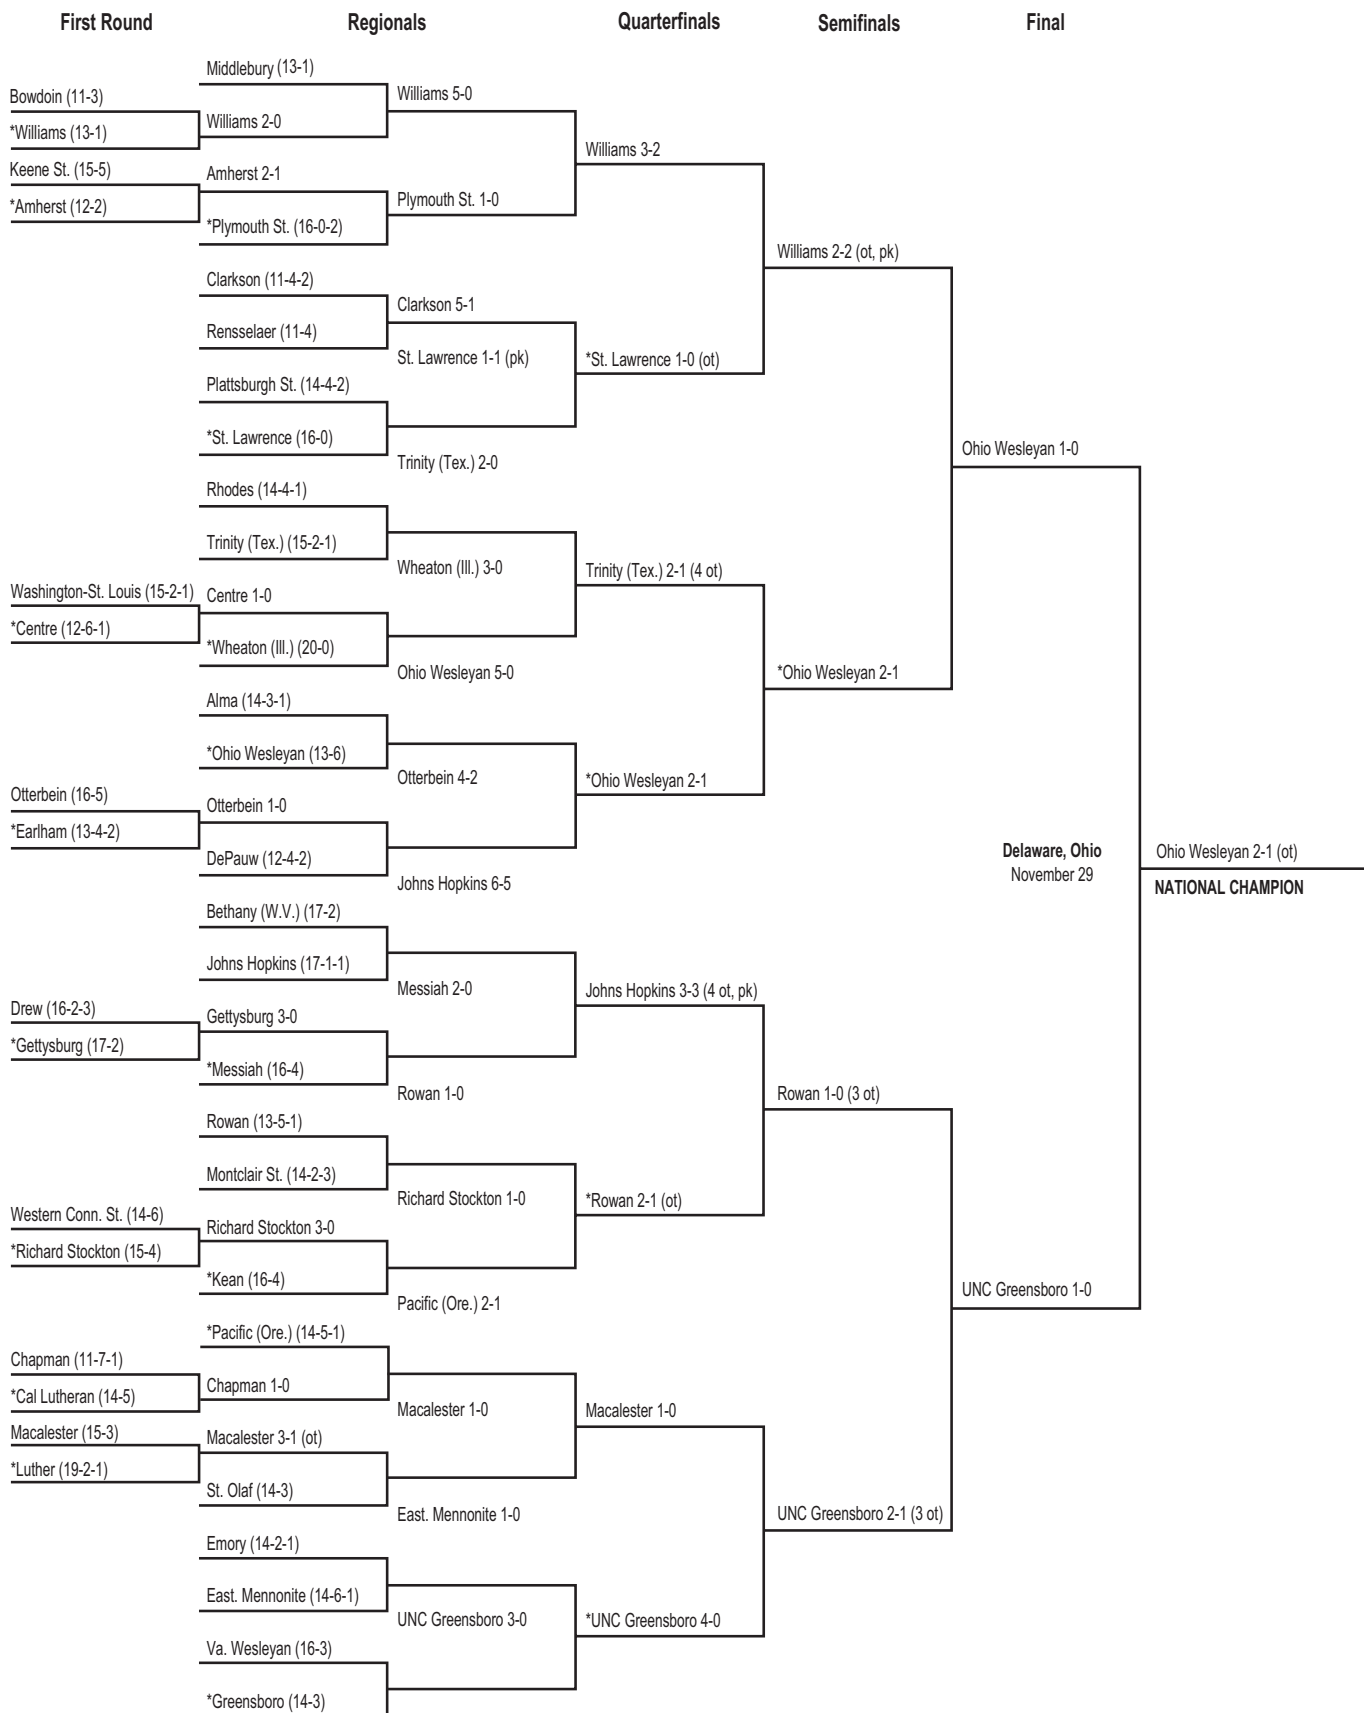 First Round
Regionals
Quarterfinals
Semifinals
Final
Bowdoin (11-3)
*Williams (13-1)
Keene St. (15-5)
*Amherst (12-2)
Washington-St. Louis (15-2-1)
*Centre (12-6-1)
Otterbein (16-5)
*Earlham (13-4-2)
Drew (16-2-3)
*Gettysburg (17-2)
Western Conn. St. (14-6)
*Richard Stockton (15-4)
Chapman (11-7-1)
*Cal Lutheran (14-5)
Macalester (15-3)
*Luther (19-2-1)
Middlebury (13-1)
Williams 2-0
Amherst 2-1
*Plymouth St. (16-0-2)
Clarkson (11-4-2)
Rensselaer (11-4)
Plattsburgh St. (14-4-2)
*St. Lawrence (16-0)
Rhodes (14-4-1)
Trinity (Tex.) (15-2-1)
Centre 1-0
*Wheaton (Ill.) (20-0)
Alma (14-3-1)
*Ohio Wesleyan (13-6)
Otterbein 1-0
DePauw (12-4-2)
Bethany (W.V.) (17-2)
Johns Hopkins (17-1-1)
Gettysburg 3-0
*Messiah (16-4)
Rowan (13-5-1)
Montclair St. (14-2-3)
Richard Stockton 3-0
*Kean (16-4)
*Pacific (Ore.) (14-5-1)
Chapman 1-0
Macalester 3-1 (ot)
St. Olaf (14-3)
Emory (14-2-1)
East. Mennonite (14-6-1)
Va. Wesleyan (16-3)
*Greensboro (14-3)
Williams 5-0
Plymouth St. 1-0
Clarkson 5-1
St. Lawrence 1-1 (pk)
Trinity (Tex.) 2-0
Wheaton (Ill.) 3-0
Ohio Wesleyan 5-0
Otterbein 4-2
Johns Hopkins 6-5
Messiah 2-0
Rowan 1-0
Richard Stockton 1-0
Pacific (Ore.) 2-1
Macalester 1-0
East. Mennonite 1-0
UNC Greensboro 3-0
Williams 3-2
*St. Lawrence 1-0 (ot)
Trinity (Tex.) 2-1 (4 ot)
*Ohio Wesleyan 2-1
Johns Hopkins 3-3 (4 ot, pk)
*Rowan 2-1 (ot)
Macalester 1-0
*UNC Greensboro 4-0
Williams 2-2 (ot, pk)
*Ohio Wesleyan 2-1
Rowan 1-0 (3 ot)
UNC Greensboro 2-1 (3 ot)
Ohio Wesleyan 1-0
UNC Greensboro 1-0
Delaware, Ohio
November 29
Ohio Wesleyan 2-1 (ot)
NATIONAL CHAMPION